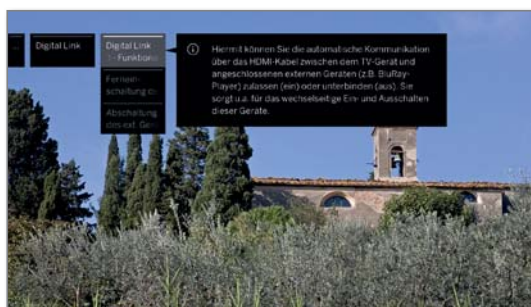 ...
Digital Link
Digital Link
- Funktion
Fernein-
schaltung
Abschaltung
des ext. Ger
Hiermit können Sie die automatische Kommunikation
über das HDMI-Kabel zwischen dem TV-Gerät und
angeschlossenen externen Geräten (z.B. BluRay-
Player) zulassen (ein) oder unterbinden (aus). Sie
sorgt u.a. für das wechselseitige Ein- und Ausschalten
dieser Geräte.